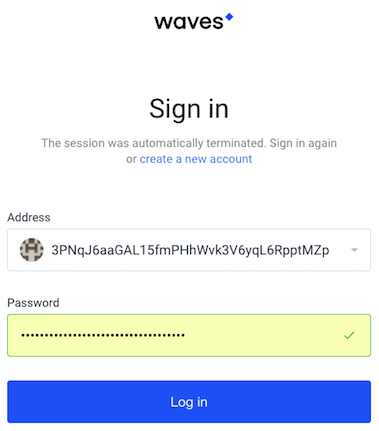 waves
Sign in
The session was automatically terminated. Sign in again
or create a new account
Address
3PNqJ6aaGAL15fmPHhWvk3V6yqL6RpptMZp
Password
•••••••••••••••••••••••••••••••••••
Log in